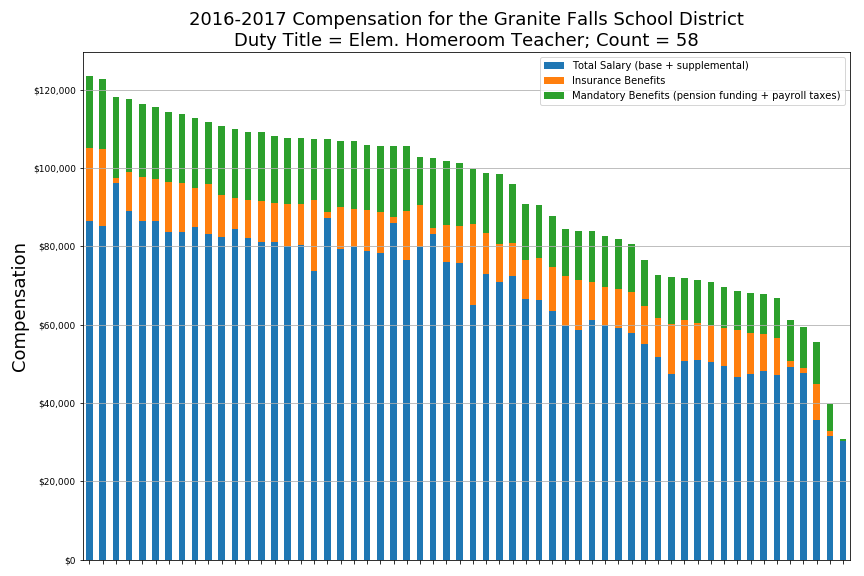 2016-2017 Compensation for the Granite Falls School District
Duty Title = Elem. Homeroom Teacher; Count = 58
Total Salary (base + supplemental)
Insurance Benefits
Mandatory Benefits (pension funding + payroll taxes)
Compensation
$120,000
$100,000
$80,000
$60,000
$40,000
$20,000
$0